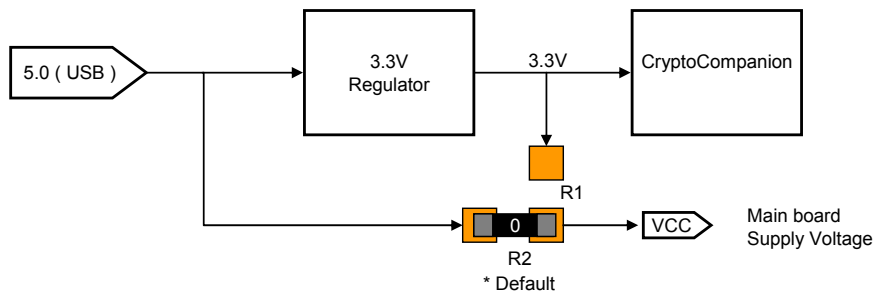 5.0 ( USB )
3.3V
Regulator
3.3V
CryptoCompanion
R1
0
R2
* Default
VCC
Main board
Supply Voltage